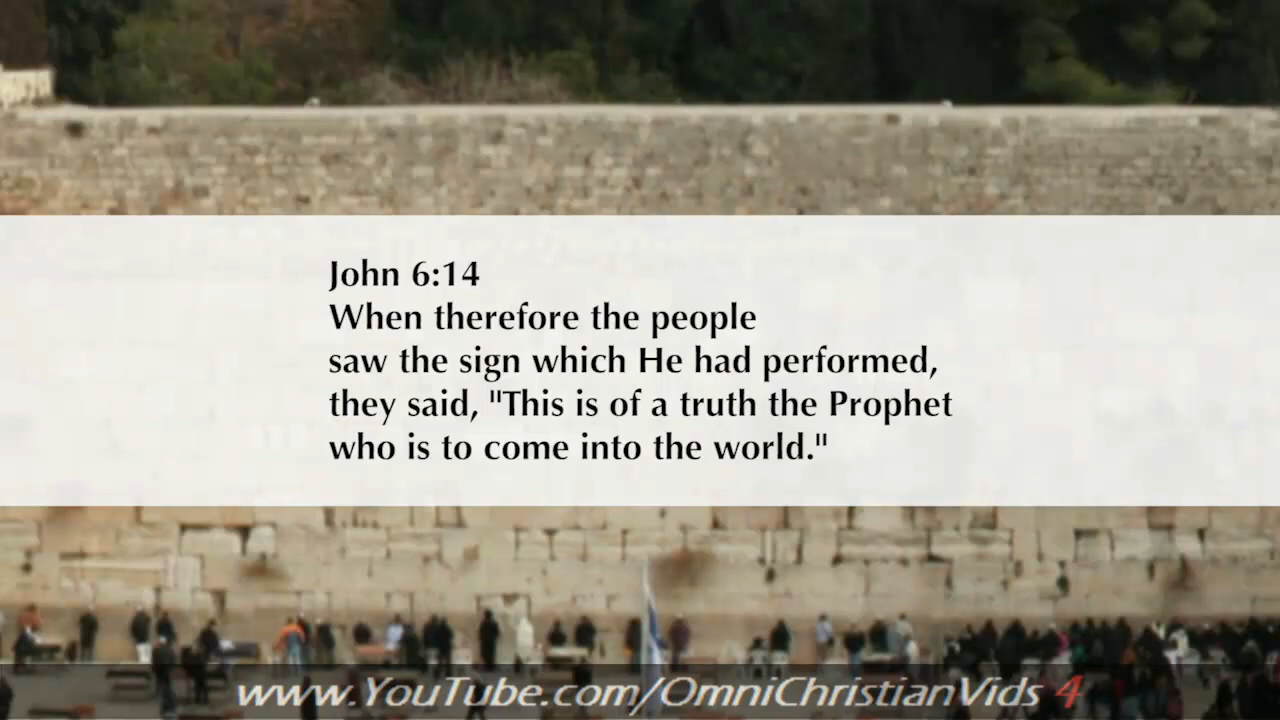 John 6:14
When therefore the people
saw the sign which He had performed,
they said, "This is of a truth the Prophet
who is to come into the world."
www.YouTube.com/OmniChristianVids 4